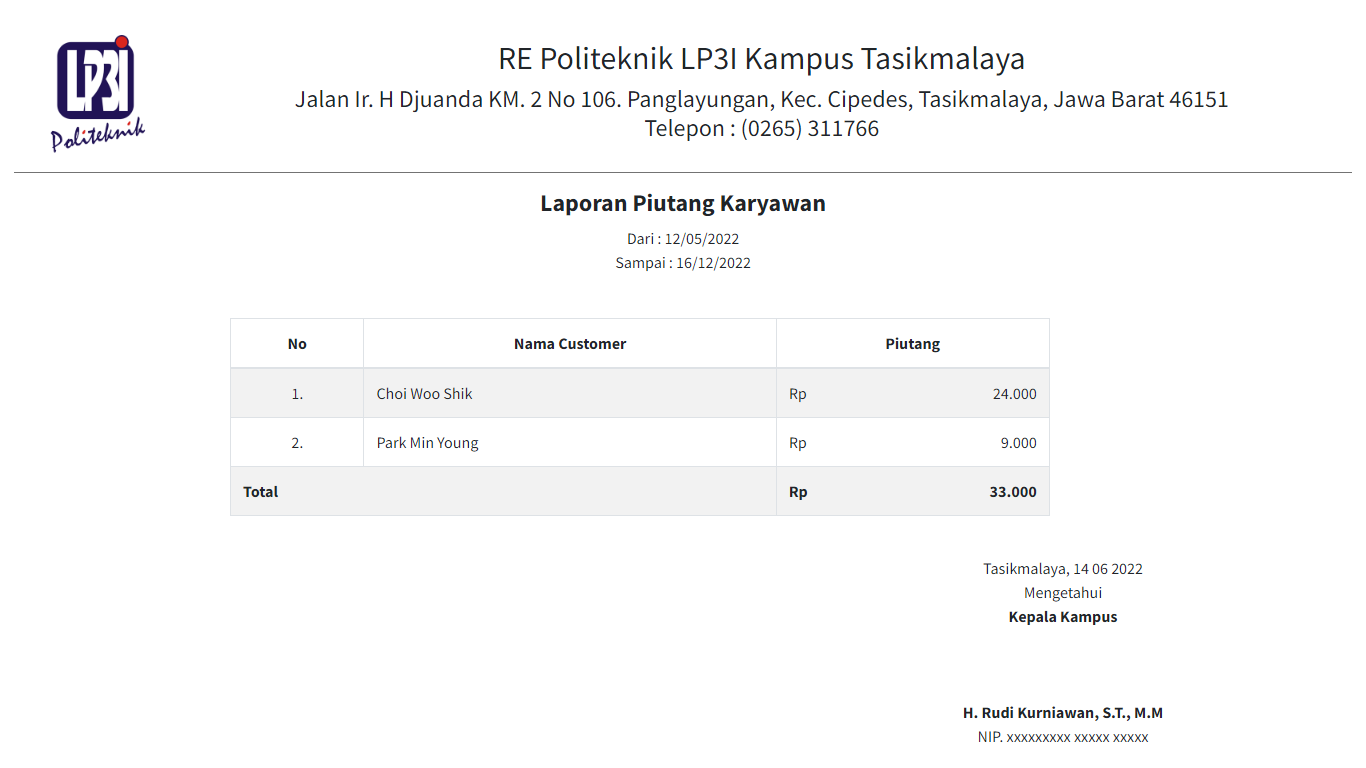 LP3I
Politeknik
RE Politeknik LP3I Kampus Tasikmalaya
Jalan Ir. H Djuanda KM. 2 No 106. Panglayungan, Kec. Cipedes, Tasikmalaya, Jawa Barat 46151
Telepon : (0265) 311766
Laporan Piutang Karyawan
Dari : 12/05/2022
Sampai : 16/12/2022
No Nama Customer Piutang
1. Choi Woo Shik Rp 24.000
2. Park Min Young Rp 9.000
Total Rp 33.000
Tasikmalaya, 14 06 2022
Mengetahui
Kepala Kampus
H. Rudi Kurniawan, S.T., M.M
NIP. xxxxxxxxx xxxxx xxxxx